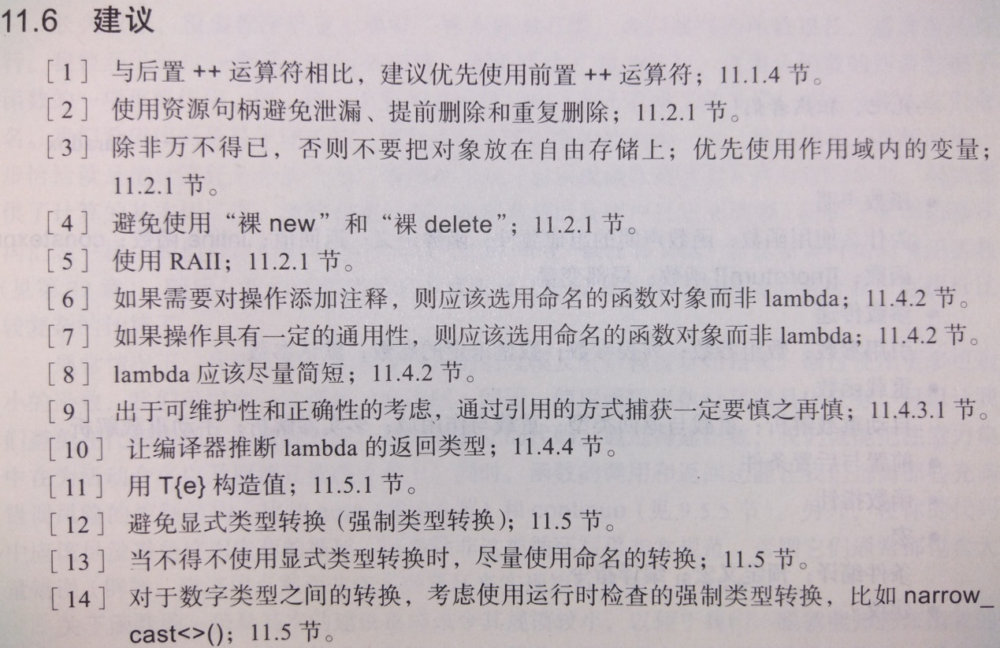 11.6 建议
[1] 与后置 ++ 运算符相比，建议优先使用前置 ++ 运算符；11.1.4 节。
[2] 使用资源句柄避免泄漏、提前删除和重复删除；11.2.1 节。
[3] 除非万不得已，否则不要把对象放在自由存储上；优先使用作用域内的变量；
11.2.1 节。
[4] 避免使用“裸 new ”和“裸 delete”；11.2.1 节。
[5] 使用 RAII；11.2.1 节。
[6] 如果需要对操作添加注释，则应该选用命名的函数对象而非 lambda；11.4.2 节。
[7] 如果操作具有一定的通用性，则应该选用命名的函数对象而非 lambda；11.4.2 节。
[8] lambda 应该尽量简短；11.4.2 节。
[9] 出于可维护性和正确性的考虑，通过引用的方式捕获一定要慎之再慎；11.4.3.1 节。
[10] 让编译器推断 lambda 的返回类型；11.4.4 节。
[11] 用 T{e} 构造值；11.5.1 节。
[12] 避免显式类型转换（强制类型转换）；11.5 节。
[13] 当不得不使用显式类型转换时，尽量使用命名的转换；11.5 节。
[14] 对于数字类型之间的转换，考虑使用运行时检查的强制类型转换，比如 narrow_
cast<>()；11.5 节。